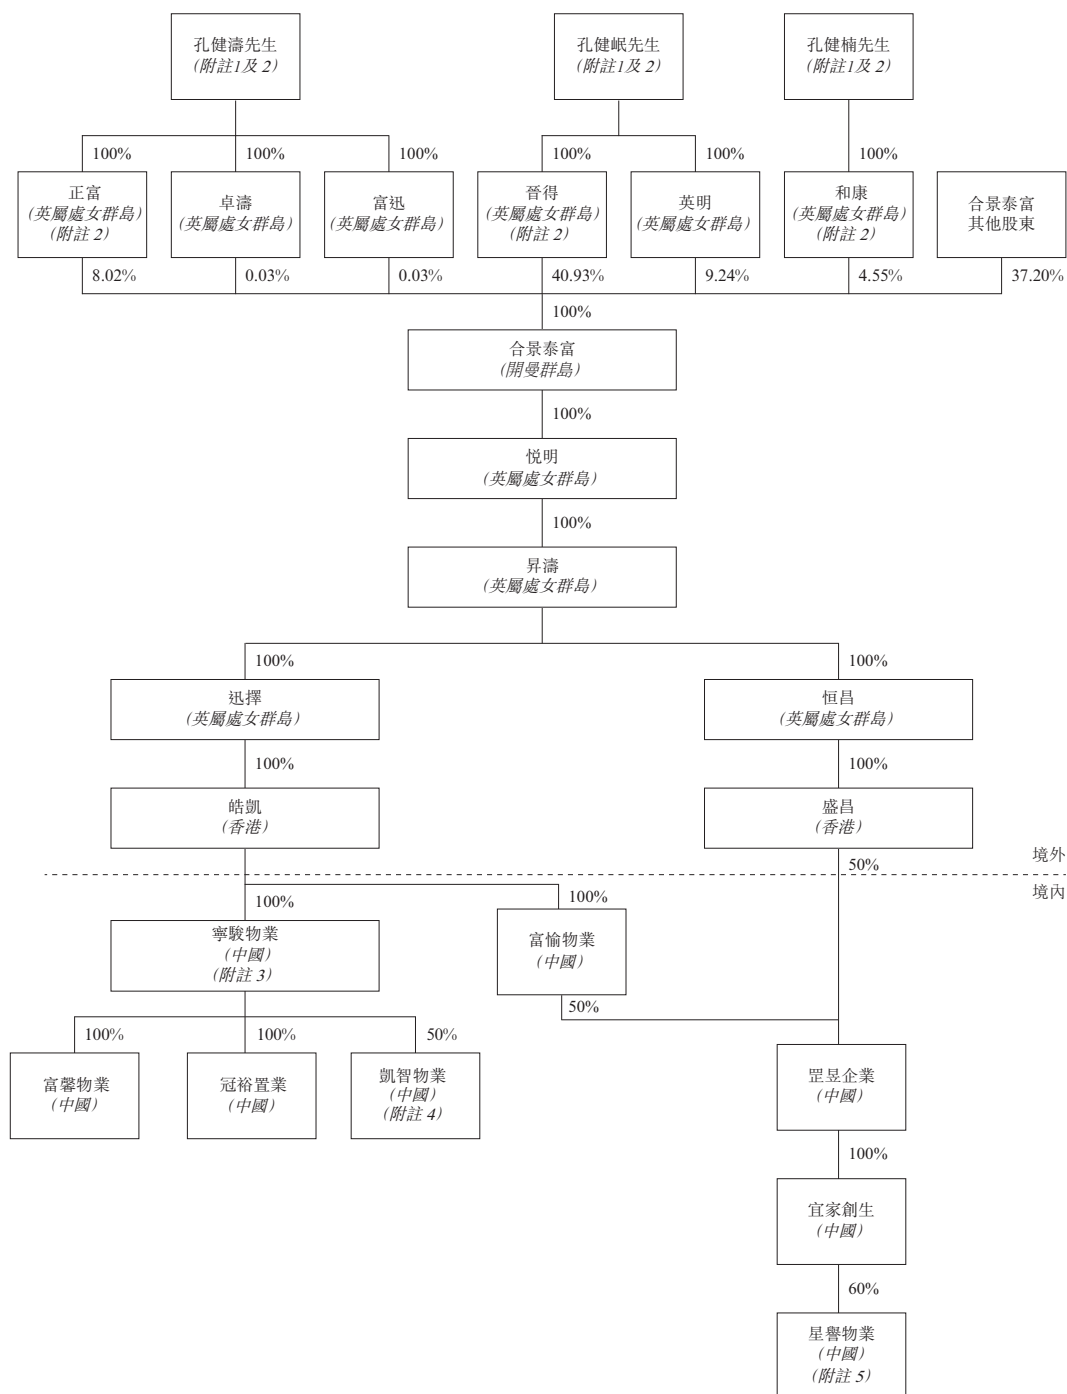 孔健濤先生
(附註1及 2)
孔健岷先生
(附註1及 2)
孔健楠先生
(附註1及 2)
100%
100%
100%
100%
100%
100%
正富
(英屬處女群島)
(附註 2)
卓濤
(英屬處女群島)
富迅
(英屬處女群島)
晉得
(英屬處女群島)
(附註 2)
英明
(英屬處女群島)
和康
(英屬處女群島)
(附註 2)
合景泰富
其他股東
8.02%
0.03%
0.03%
40.93%
9.24%
4.55%
37.20%
100%
合景泰富
(開曼群島)
100%
悦明
(英屬處女群島)
100%
昇濤
(英屬處女群島)
100%
100%
迅擇
(英屬處女群島)
恒昌
(英屬處女群島)
100%
100%
皓凱
(香港)
盛昌
(香港)
境外
50%
境內
100%
100%
寧駿物業
(中國)
(附註 3)
富愉物業
(中國)
50%
100%
100%
50%
富馨物業
(中國)
冠裕置業
(中國)
凱智物業
(中國)
(附註 4)
罡昱企業
(中國)
100%
宜家創生
(中國)
60%
星譽物業
(中國)
(附註 5)